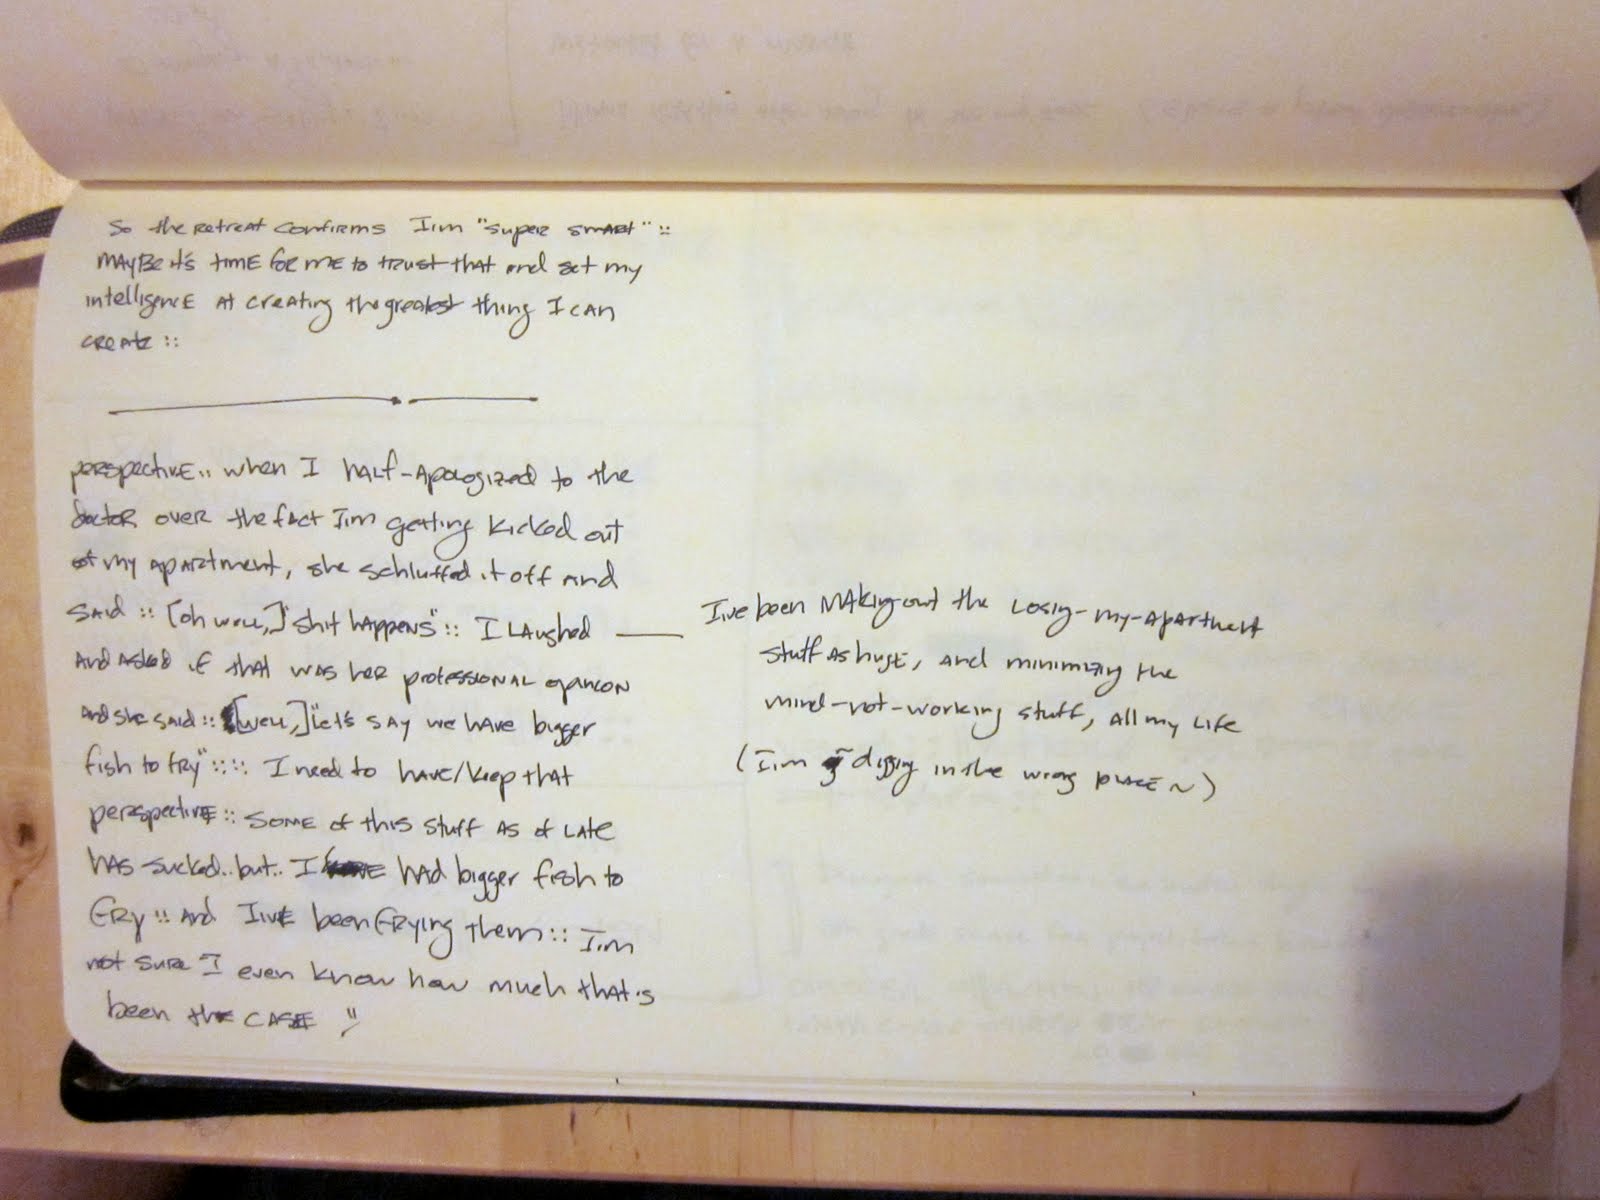 So the retreat confirms I'm "super smart" ::
maybe it's time for me to trust that and set my
intelligence at creating the greatest thing I can
create ::
perspective :: when I half-apologized to the
doctor over the fact I'm getting kicked out
of my apartment, she schluffed it off and
said :: [oh well,] "shit happens" :: I laughed
and asked if that was her professional opinion
and she said :: [well,] "let's say we have bigger
fish to fry" :::: I need to have/keep that
perspective :: some of this stuff as of late
has sucked..but.. I had bigger fish to
fry :: and I've been frying them :: I'm
not sure I even know how much that's
been the case
I've been making out the losing-my-apartment
stuff as huge, and minimizing the
mind-not-working stuff, all my life
(I'm digging in the wrong place ~)